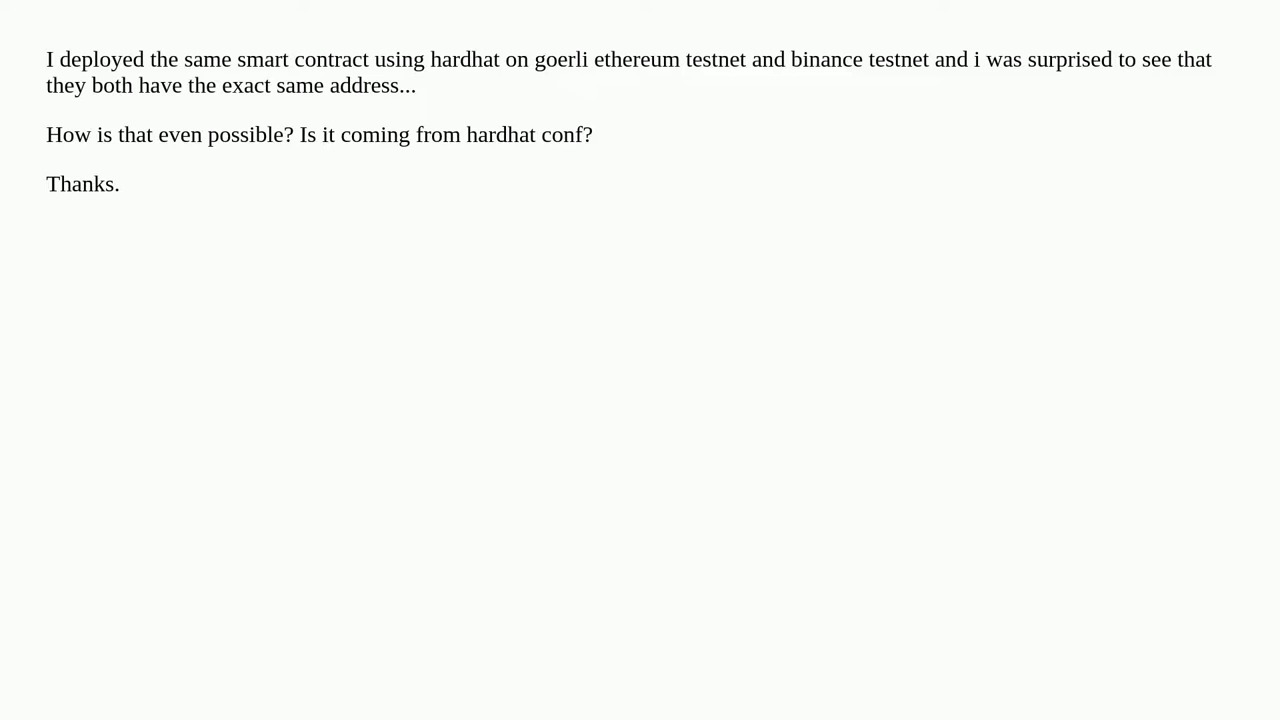 I deployed the same smart contract using hardhat on goerli ethereum testnet and binance testnet and i was surprised to see that
they both have the exact same address...
How is that even possible? Is it coming from hardhat conf?
Thanks.